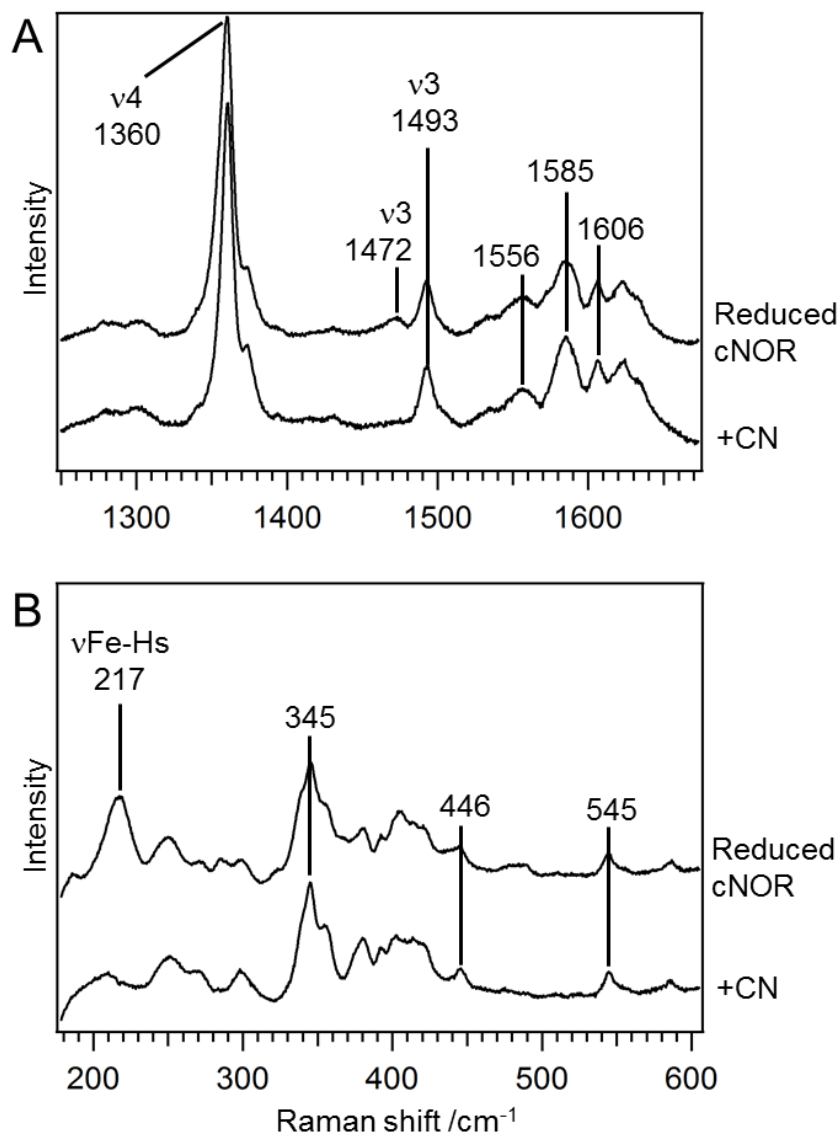 A
ν4
1360
ν3
1493
ν3
1472
1556
1585
1606
Intensity
Reduced
cNOR
+CN
1300
1400
1500
1600
B
νFe-Hs
217
345
446
545
Intensity
Reduced
cNOR
+CN
200
300
400
500
600
Raman shift /cm⁻¹